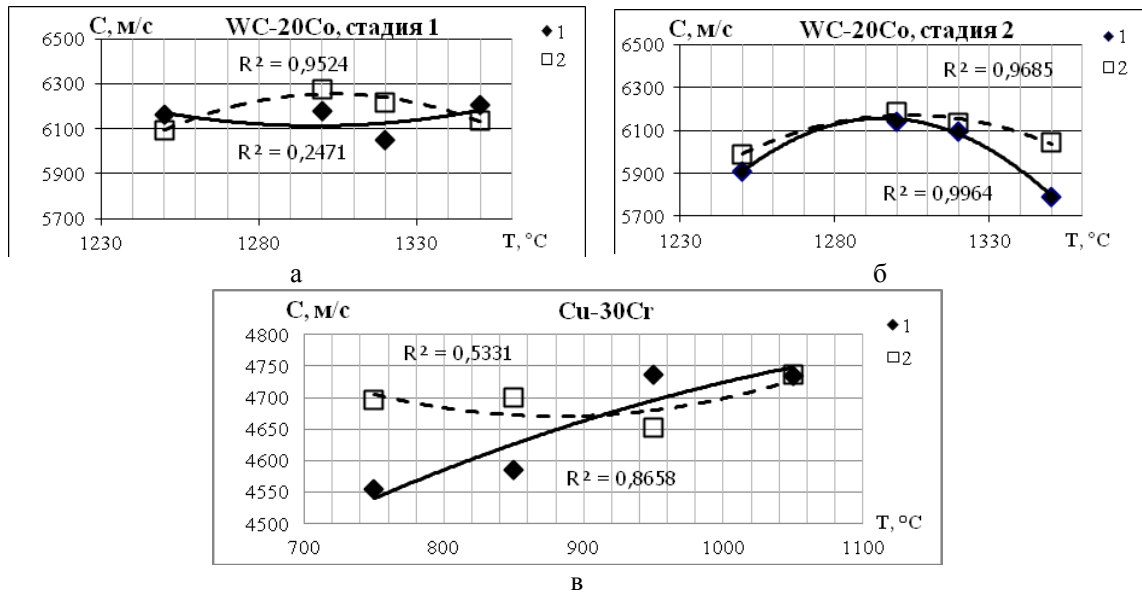 С, м/с WC-20Co, стадия 1
6500
6300
6100
5900
5700
1230 1280 1330 Т, °С
R² = 0,9524
R² = 0,2471
1
2
а
С, м/с WC-20Co, стадия 2
6500
6300
6100
5900
5700
1230 1280 1330 Т, °С
R² = 0,9685
R² = 0,9964
1
2
б
С, м/с Cu-30Cr
4800
4750
4700
4650
4600
4550
4500
700 800 900 1000 1100
Т, °С
R² = 0,5331
R² = 0,8658
1
2
в